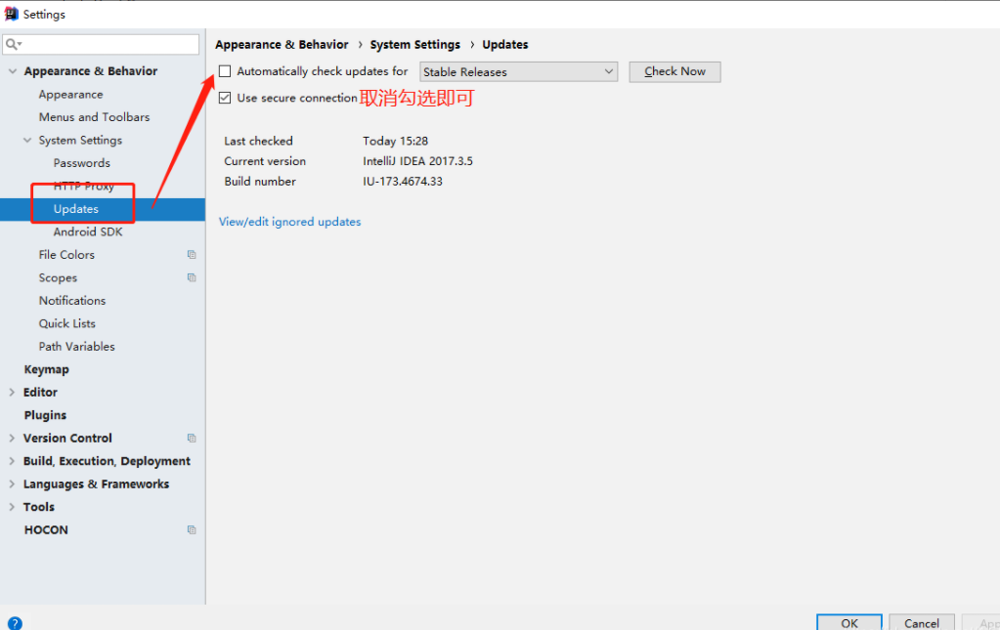 Settings
Appearance & Behavior › System Settings › Updates
Appearance & Behavior
Appearance
Menus and Toolbars
System Settings
Passwords
HTTP Proxy
Updates
Android SDK
File Colors
Scopes
Notifications
Quick Lists
Path Variables
Keymap
Editor
Plugins
Version Control
Build, Execution, Deployment
Languages & Frameworks
Tools
HOCON
Automatically check updates for Stable Releases Check Now
Use secure connection 取消勾选即可
Last checked Today 15:28
Current version IntelliJ IDEA 2017.3.5
Build number IU-173.4674.33
View/edit ignored updates
?
OK Cancel